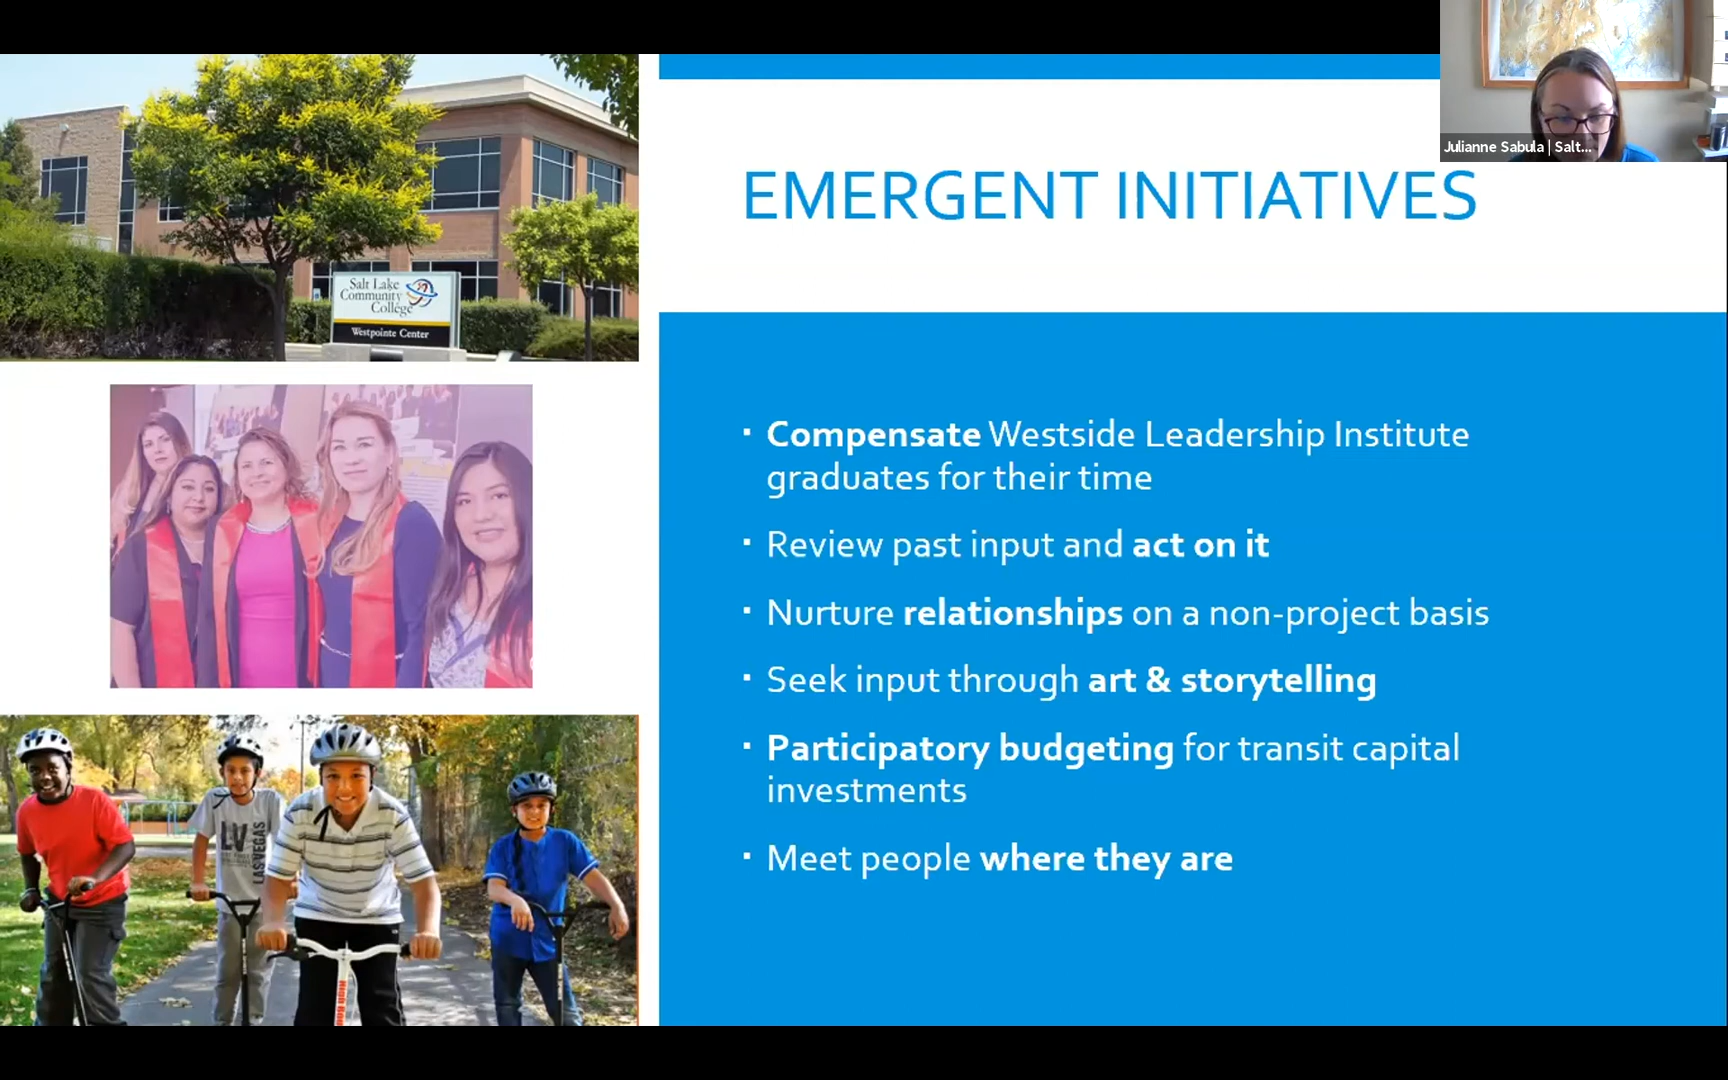 Julianne Sabula | Salt...
EMERGENT INITIATIVES
Salt Lake
Community
College
Westpointe Center
▪ Compensate Westside Leadership Institute
graduates for their time
▪ Review past input and act on it
▪ Nurture relationships on a non-project basis
▪ Seek input through art & storytelling
▪ Participatory budgeting for transit capital
investments
▪ Meet people where they are
LV
LAS VEGAS